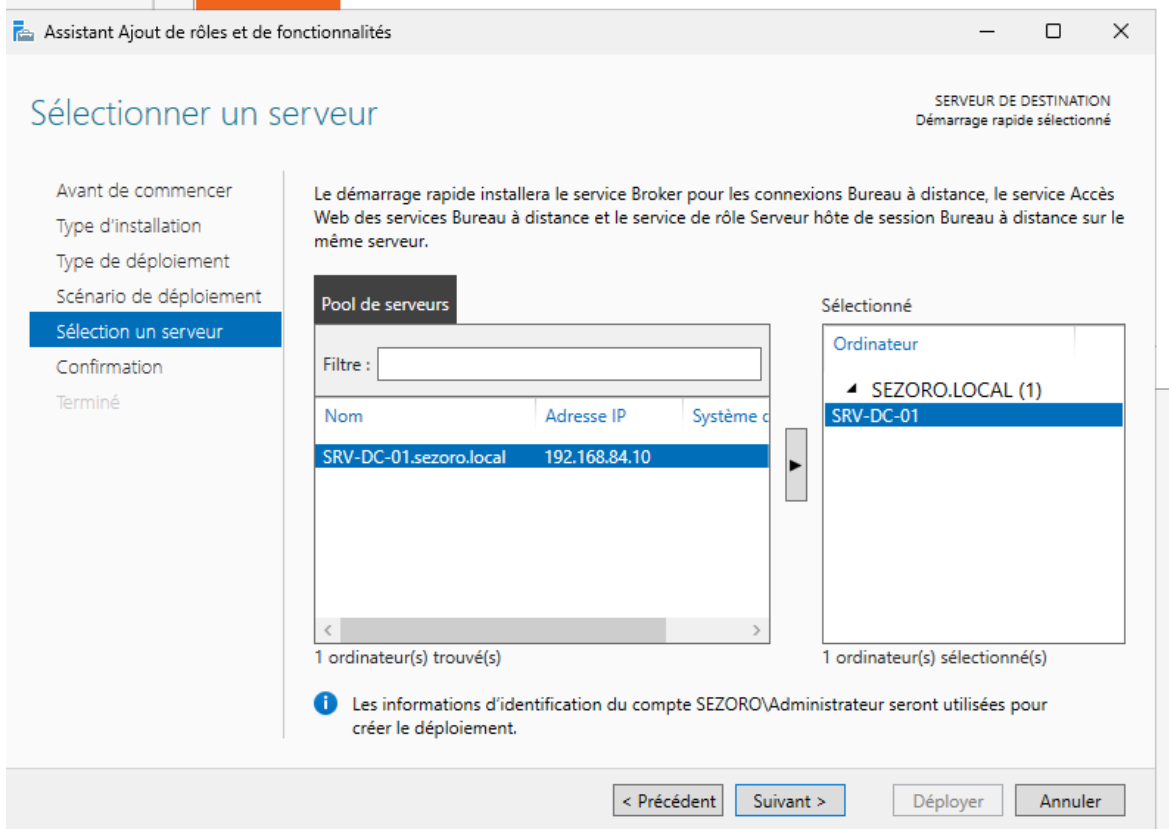 Assistant Ajout de rôles et de fonctionnalités
Sélectionner un serveur
SERVEUR DE DESTINATION
Démarrage rapide sélectionné
Avant de commencer
Type d'installation
Type de déploiement
Scénario de déploiement
Sélection un serveur
Confirmation
Terminé
Le démarrage rapide installera le service Broker pour les connexions Bureau à distance, le service Accès
Web des services Bureau à distance et le service de rôle Serveur hôte de session Bureau à distance sur le
même serveur.
Pool de serveurs
Filtre :
Nom Adresse IP Système d
SRV-DC-01.sezoro.local 192.168.84.10
1 ordinateur(s) trouvé(s)
Sélectionné
Ordinateur
SEZORO.LOCAL (1)
SRV-DC-01
1 ordinateur(s) sélectionné(s)
Les informations d'identification du compte SEZORO\Administrateur seront utilisées pour
créer le déploiement.
< Précédent Suivant > Déployer Annuler